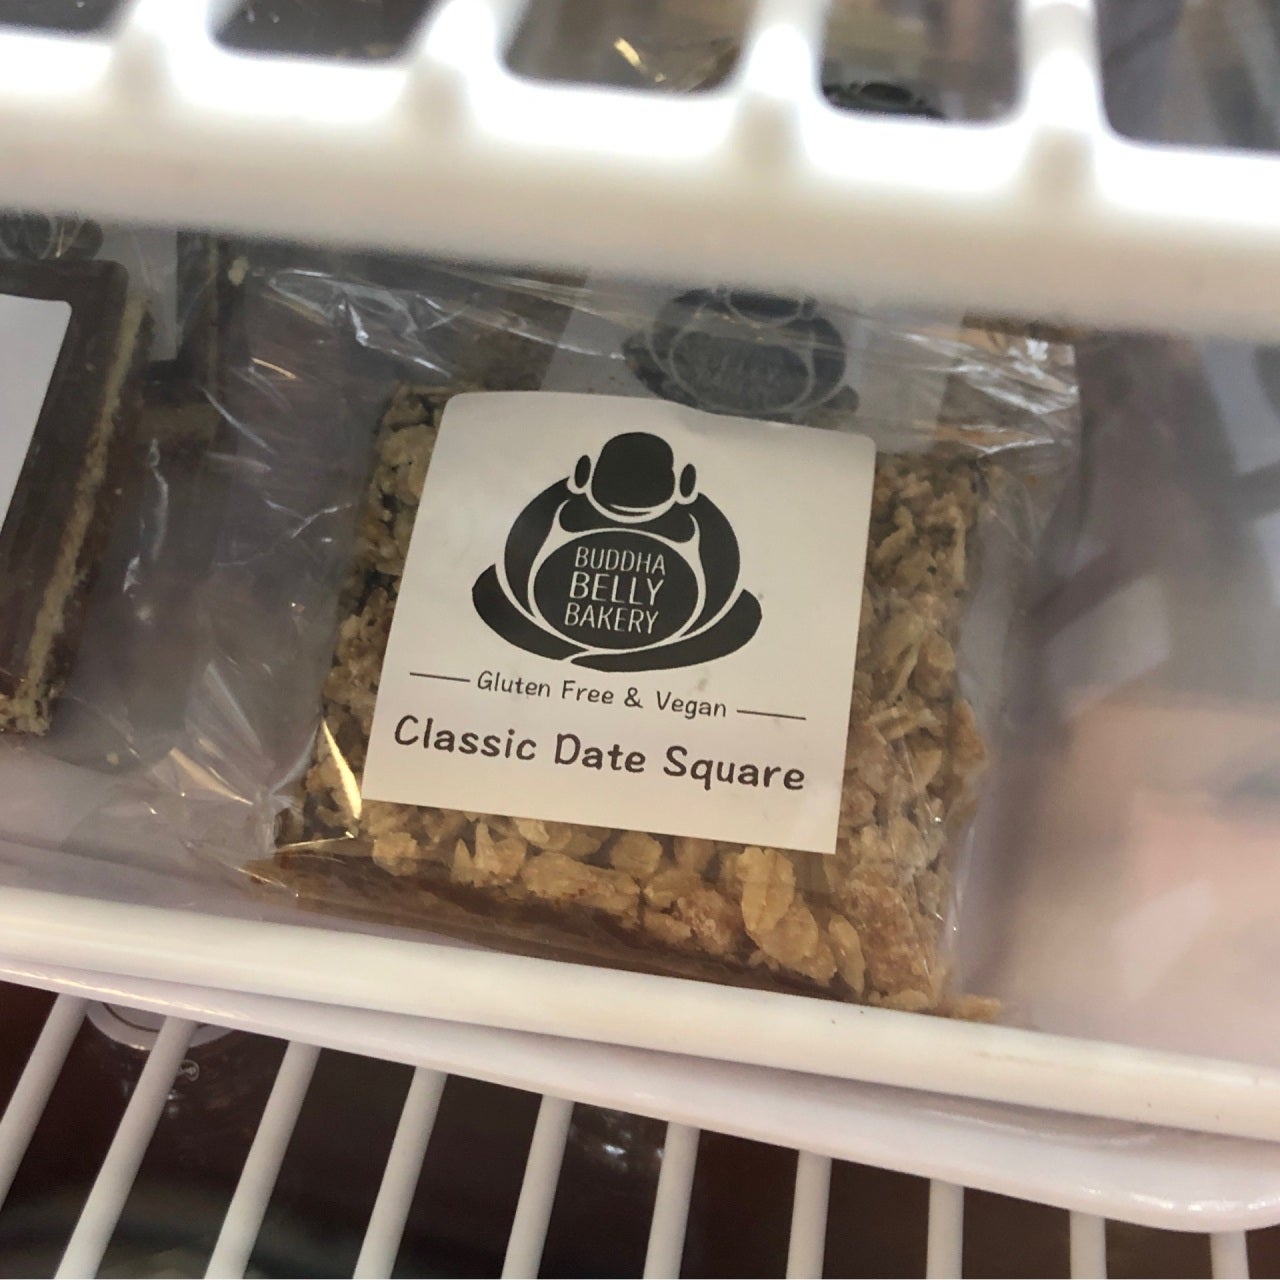 BUDDHA
BELLY
BAKERY
Gluten Free & Vegan
Classic Date Square